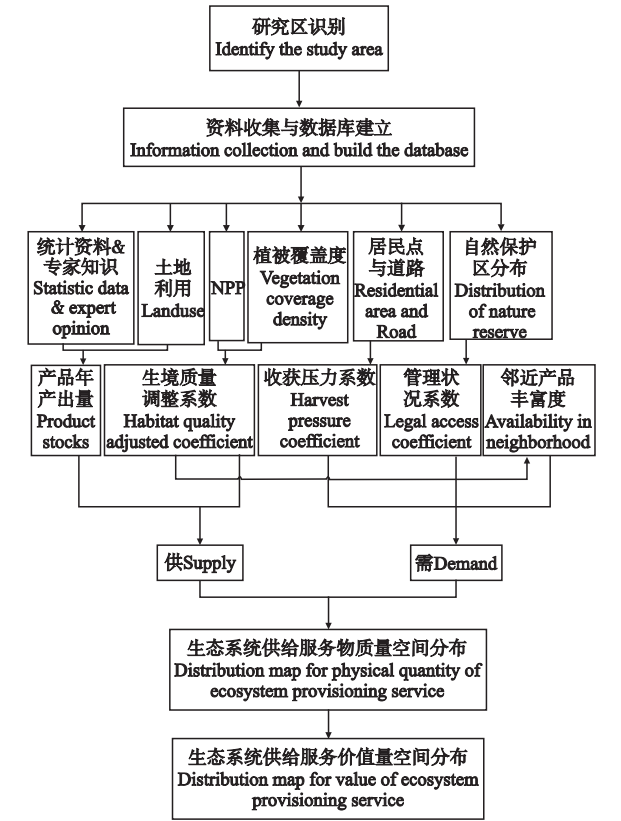 研究区识别
Identify the study area
资料收集与数据库建立
Information collection and build the database
统计资料&
专家知识
Statistic data
& expert
opinion
土地
利用
Landuse
NPP
植被覆盖度
Vegetation
coverage
density
居民点
与道路
Residential
area and
Road
自然保护
区分布
Distribution
of nature
reserve
产品年
产出量
Product
stocks
生境质量
调整系数
Habitat quality
adjusted coefficient
收获压力系数
Harvest
pressure
coefficient
管理状
况系数
Legal access
coefficient
邻近产品
丰富度
Availability in
neighborhood
供Supply
需Demand
生态系统供给服务物质量空间分布
Distribution map for physical quantity of
ecosystem provisioning service
生态系统供给服务价值量空间分布
Distribution map for value of ecosystem
provisioning service